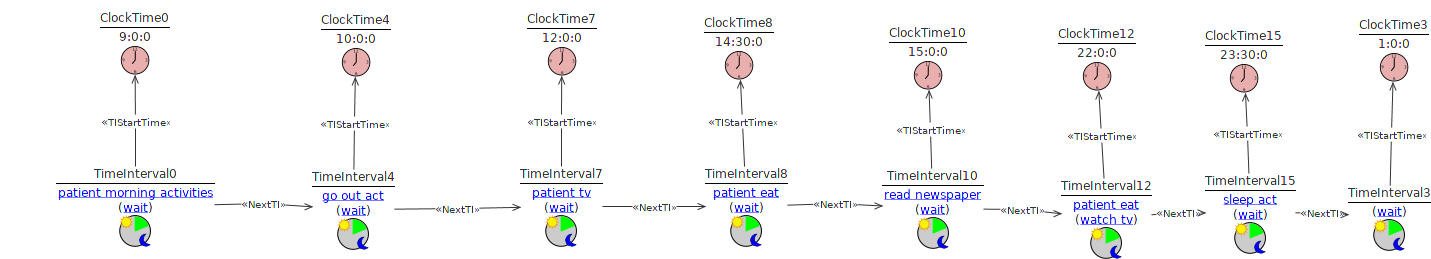 ClockTime0
9:0:0
ClockTime4
10:0:0
ClockTime7
12:0:0
ClockTime8
14:30:0
ClockTime10
15:0:0
ClockTime12
22:0:0
ClockTime15
23:30:0
ClockTime3
1:0:0
«TIStartTime»
«TIStartTime»
«TIStartTime»
«TIStartTime»
«TIStartTime»
«TIStartTime»
«TIStartTime»
«TIStartTime»
TimeInterval0
patient morning activities
(wait)
«NextTI»
TimeInterval4
go out act
(wait)
«NextTI»
TimeInterval7
patient tv
(wait)
«NextTI»
TimeInterval8
patient eat
(wait)
«NextTI»
TimeInterval10
read newspaper
(wait)
«NextTI»
TimeInterval12
patient eat
(watch tv)
«NextTI»
TimeInterval15
sleep act
(wait)
«NextTI»
TimeInterval3
(wait)